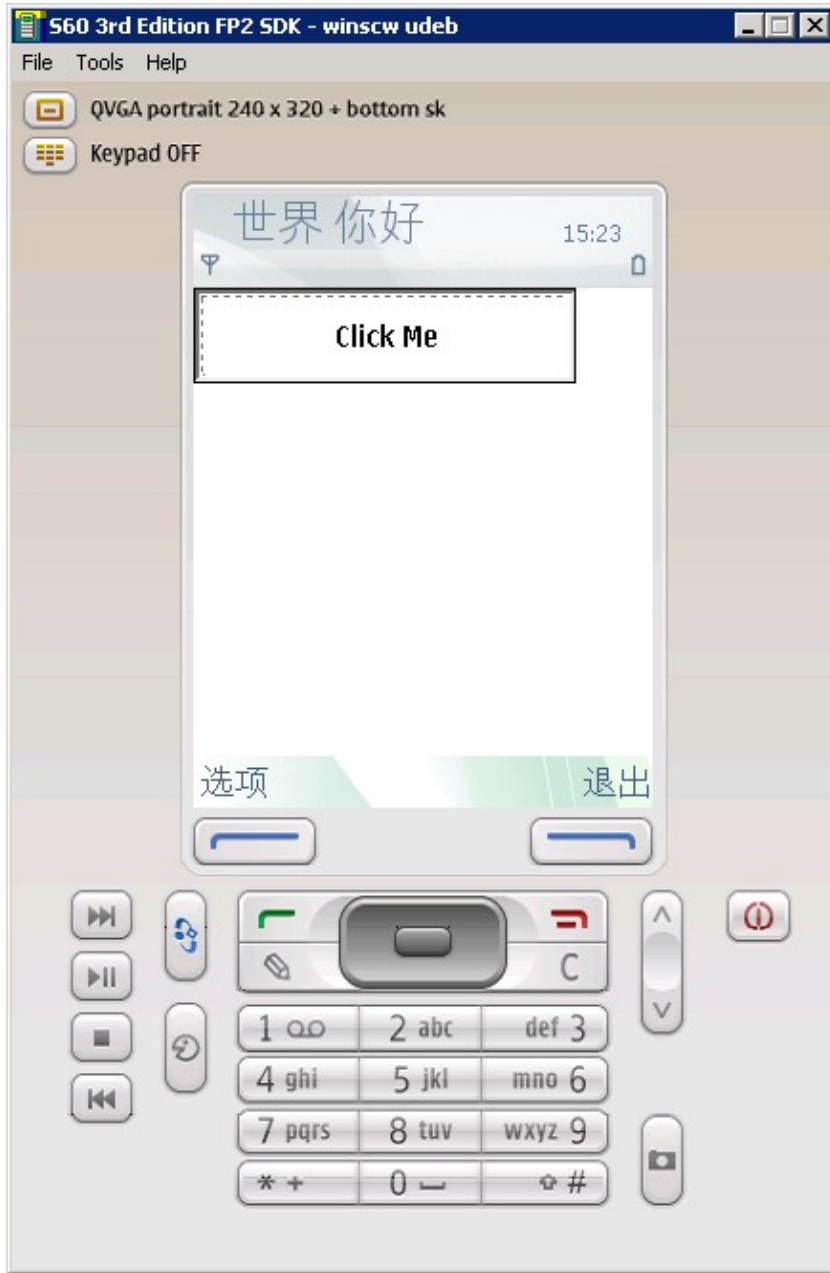 S60 3rd Edition FP2 SDK - winscw udeb
File Tools Help
QVGA portrait 240 x 320 + bottom sk
Keypad OFF
世界 你好 15:23
Click Me
选项 退出
C
1 2 abc def 3
4 ghi 5 jkl mno 6
7 pqrs 8 tuv wxyz 9
* + 0 #